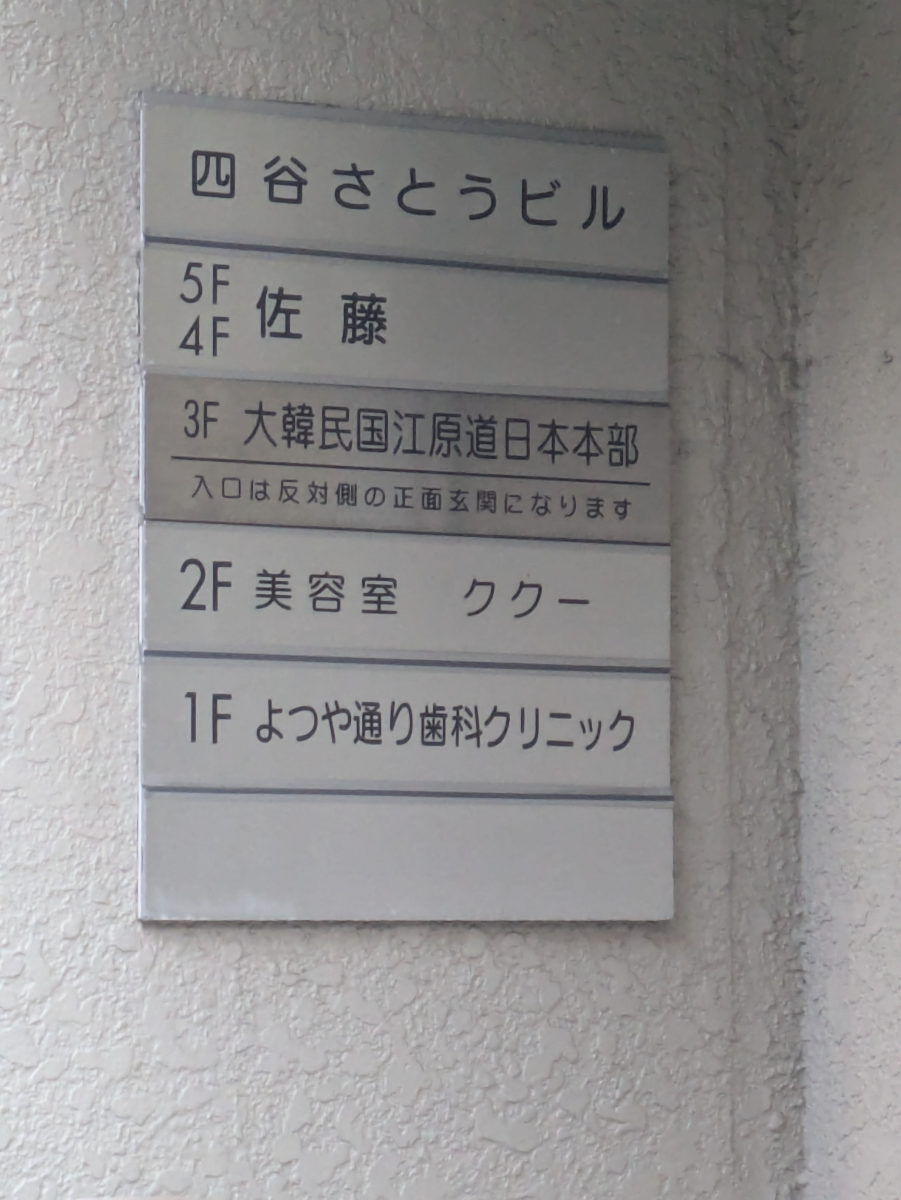 四谷さとうビル
5F
4F 佐藤
3F 大韓民国江原道日本本部
入口は反対側の正面玄関になります
2F 美容室 ククー
1F よつや通り歯科クリニック